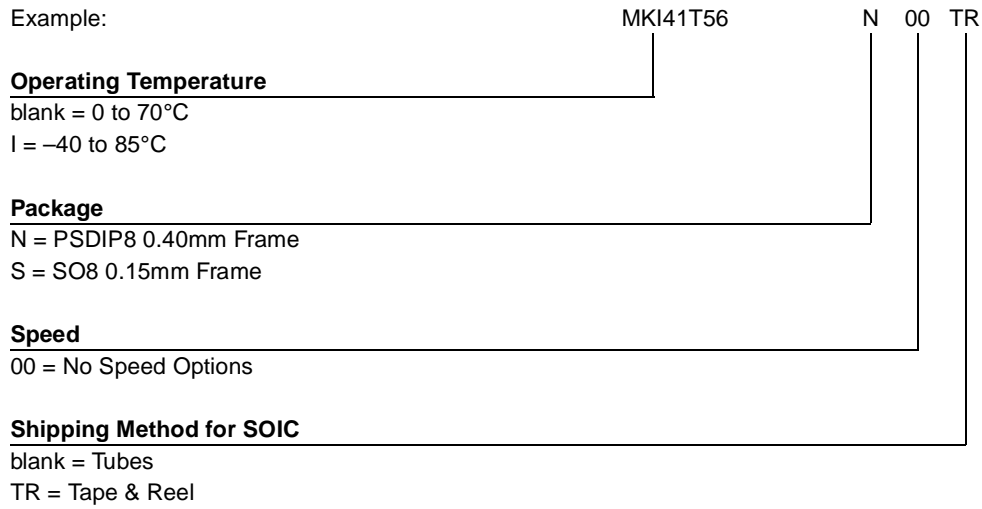 Example: MKI41T56 N 00 TR
Operating Temperature
blank = 0 to 70°C
I = –40 to 85°C
Package
N = PSDIP8 0.40mm Frame
S = SO8 0.15mm Frame
Speed
00 = No Speed Options
Shipping Method for SOIC
blank = Tubes
TR = Tape & Reel